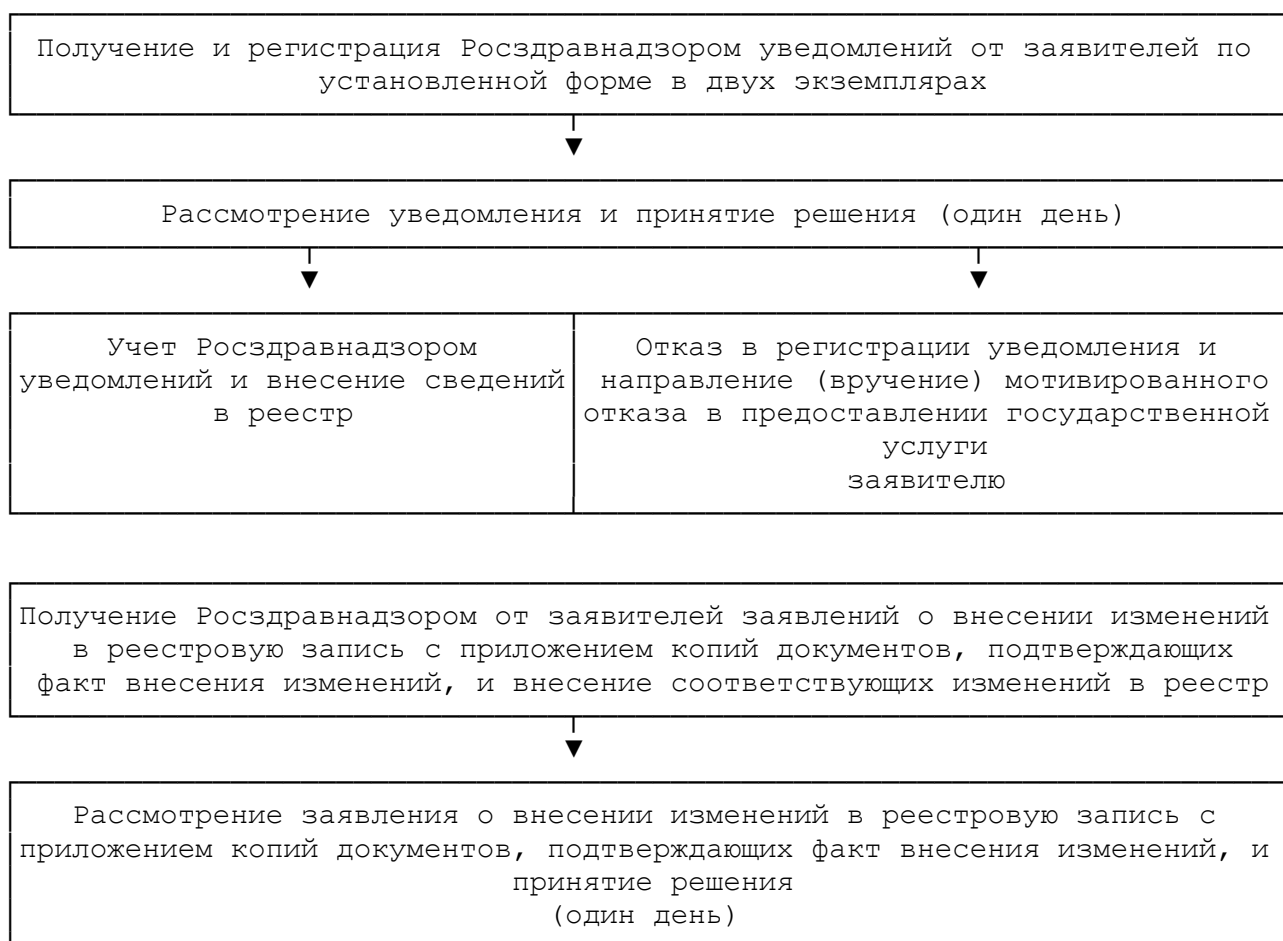 Получение и регистрация Росздравнадзором уведомлений от заявителей по
установленной форме в двух экземплярах
Рассмотрение уведомления и принятие решения (один день)
Учет Росздравнадзором
уведомлений и внесение сведений
в реестр
Отказ в регистрации уведомления и
направление (вручение) мотивированного
отказа в предоставлении государственной
услуги
заявителю
Получение Росздравнадзором от заявителей заявлений о внесении изменений
в реестровую запись с приложением копий документов, подтверждающих
факт внесения изменений, и внесение соответствующих изменений в реестр
Рассмотрение заявления о внесении изменений в реестровую запись с
приложением копий документов, подтверждающих факт внесения изменений, и
принятие решения
(один день)